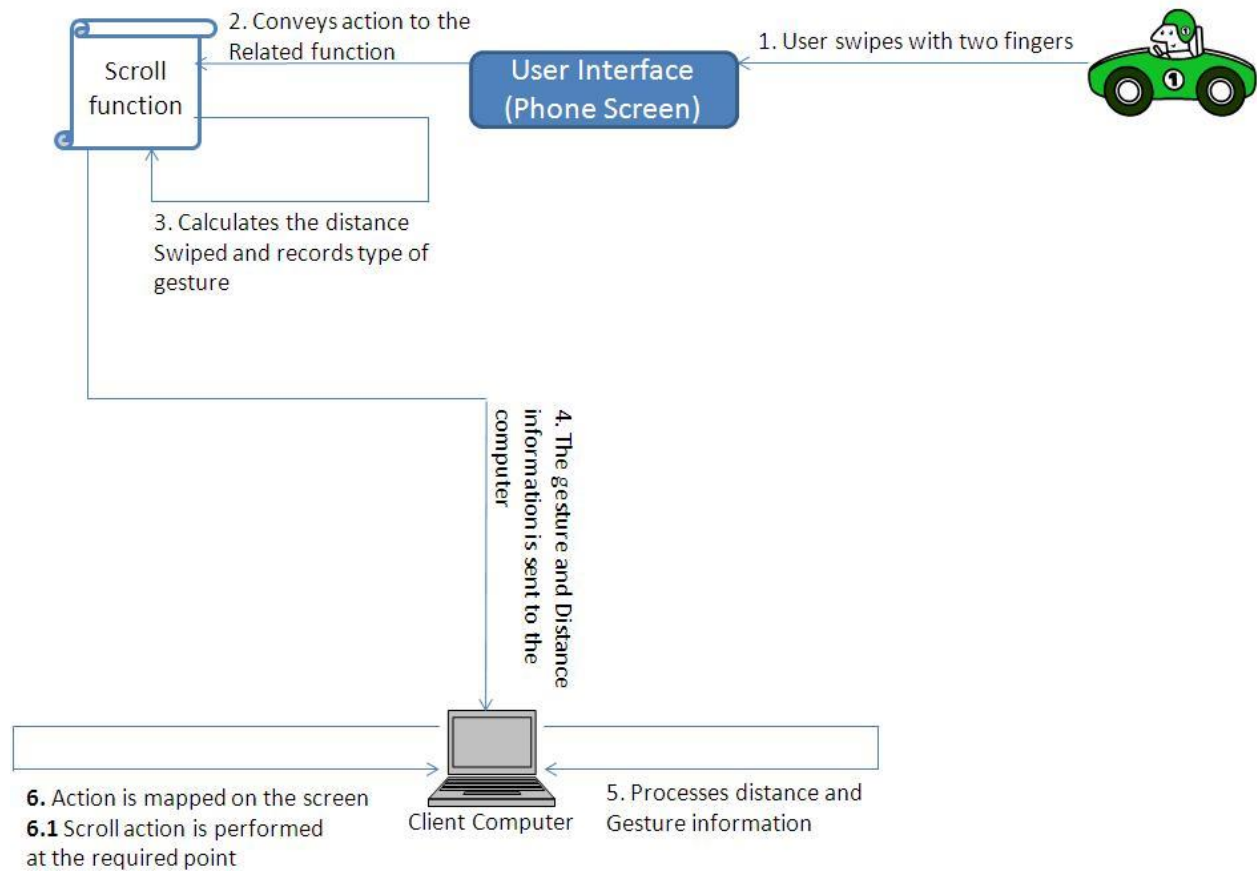 1. User swipes with two fingers
1
1
User Interface
(Phone Screen)
2. Conveys action to the
Related function
Scroll
function
3. Calculates the distance
Swiped and records type of
gesture
4. The gesture and Distance
information is sent to the
computer
Client Computer
5. Processes distance and
Gesture information
6. Action is mapped on the screen
6.1 Scroll action is performed
at the required point